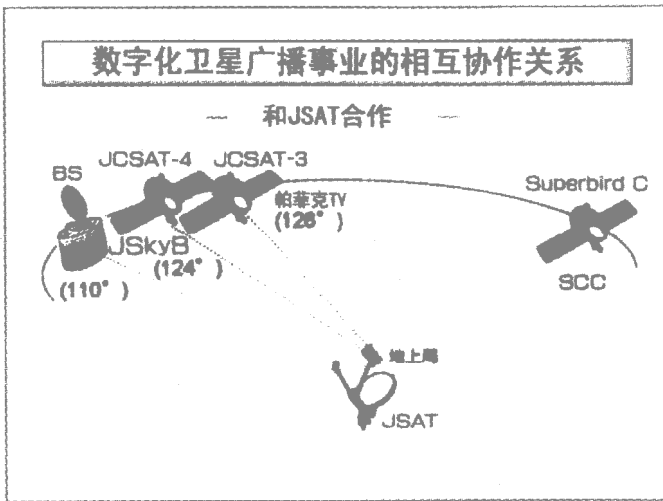 数字化卫星广播事业的相互协作关系
— 和JSAT合作 —
BS
JCSAT-4
JCSAT-3
Superbird C
帕菲克TV
(128°)
JSkyB
(124°)
(110°)
SCC
地上局
JSAT